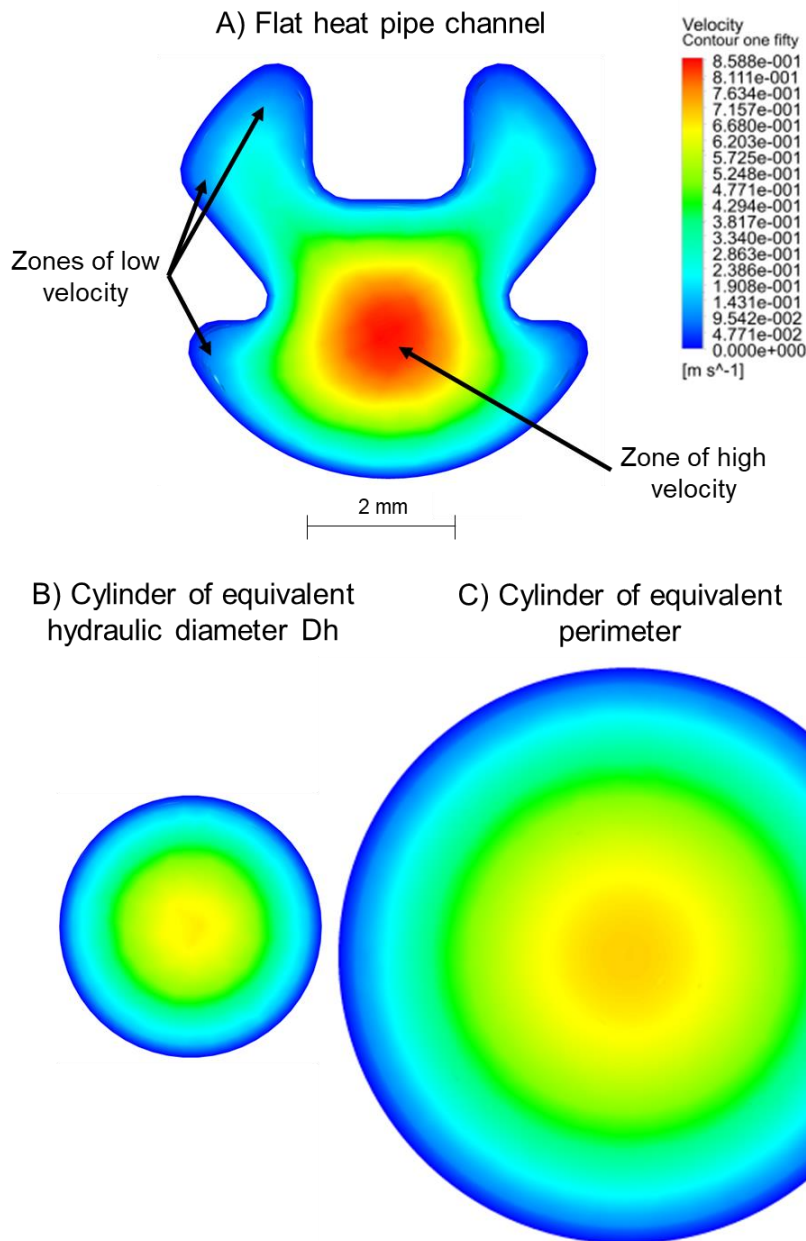 A) Flat heat pipe channel
Velocity
Contour one fifty
8.588e-001
8.111e-001
7.634e-001
7.157e-001
6.680e-001
6.203e-001
5.725e-001
5.248e-001
4.771e-001
4.294e-001
3.817e-001
3.340e-001
2.863e-001
2.386e-001
1.908e-001
1.431e-001
9.542e-002
4.771e-002
0.000e+000
[m s^-1]
Zones of low
velocity
Zone of high
velocity
2 mm
B) Cylinder of equivalent
hydraulic diameter Dh
C) Cylinder of equivalent
perimeter